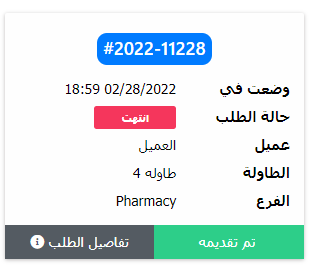 #2022-11228
وضعت في 02/28/2022 18:59
حالة الطلب انتهت
عميل العميل
الطاولة طاوله 4
الفرع Pharmacy
تم تقديمه تفاصيل الطلب